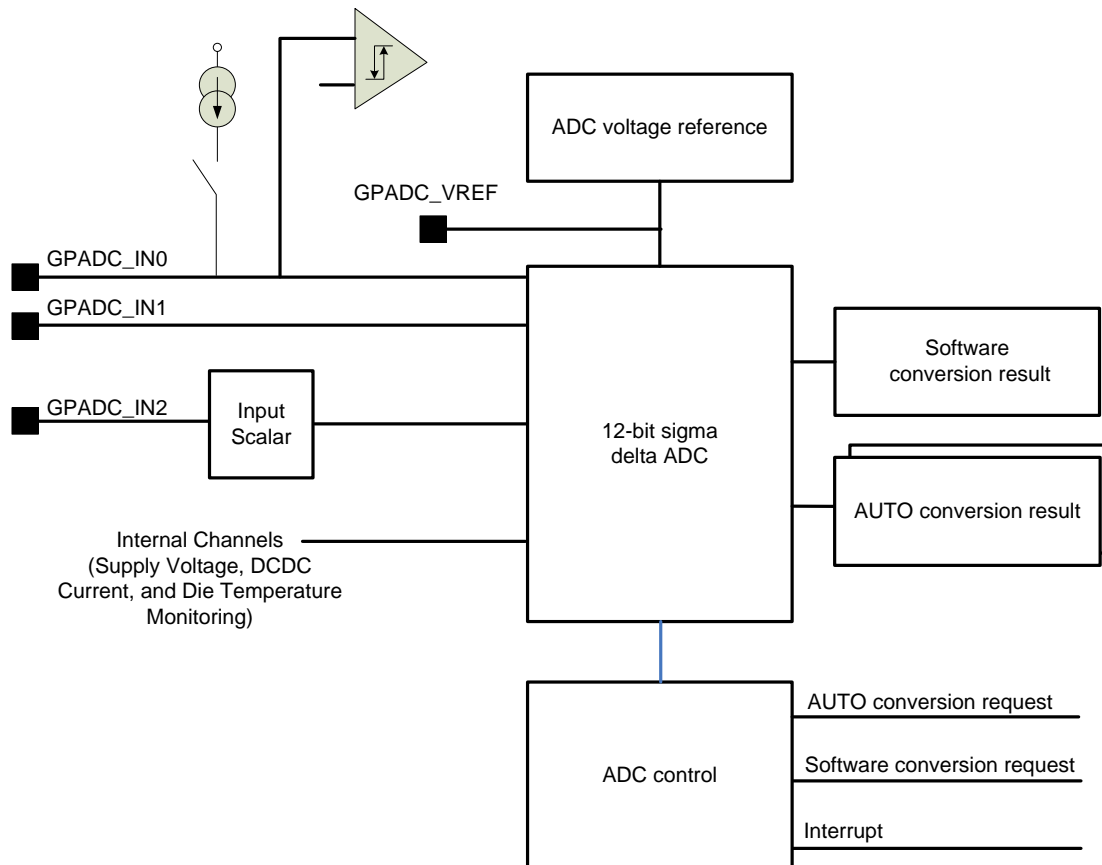 ADC voltage reference
GPADC_VREF
GPADC_IN0
GPADC_IN1
GPADC_IN2
Input
Scalar
12-bit sigma
delta ADC
Software
conversion result
AUTO conversion result
Internal Channels
(Supply Voltage, DCDC
Current, and Die Temperature
Monitoring)
ADC control
AUTO conversion request
Software conversion request
Interrupt